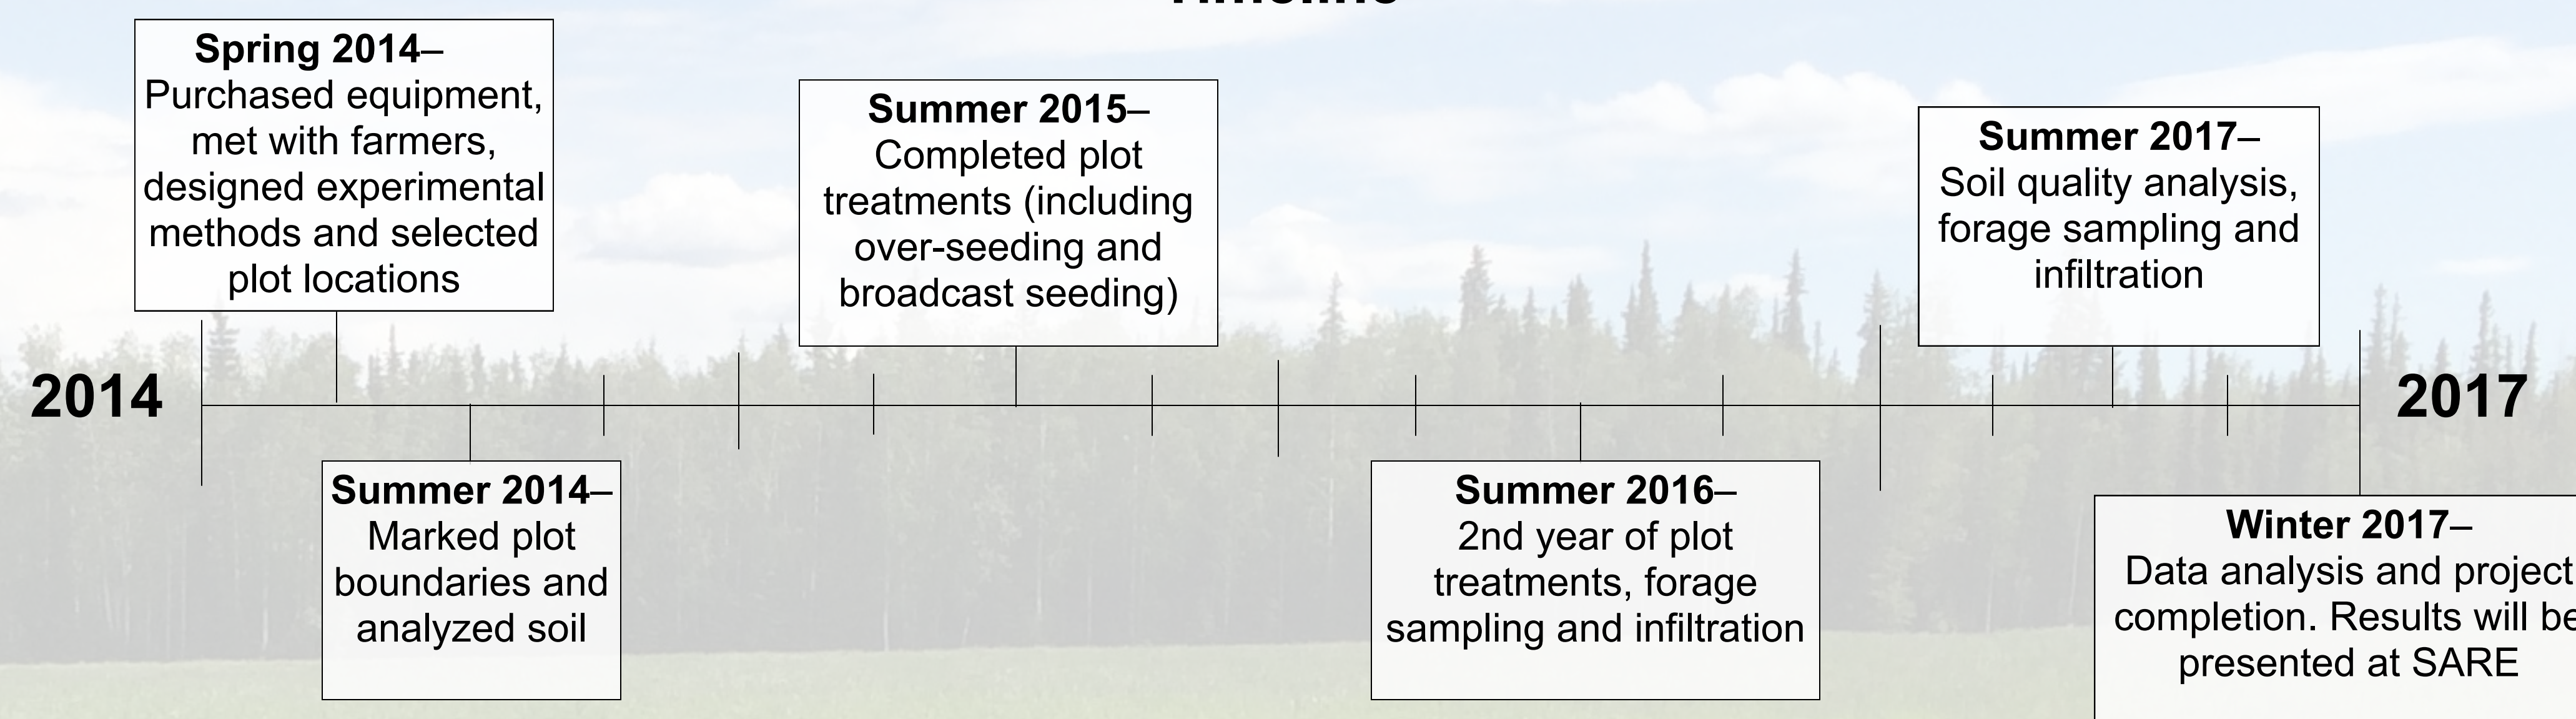 Timeline
Spring 2014–
Purchased equipment,
met with farmers,
designed experimental
methods and selected
plot locations
Summer 2015–
Completed plot
treatments (including
over-seeding and
broadcast seeding)
Summer 2017–
Soil quality analysis,
forage sampling and
infiltration
2014
2017
Summer 2014–
Marked plot
boundaries and
analyzed soil
Summer 2016–
2nd year of plot
treatments, forage
sampling and infiltration
Winter 2017–
Data analysis and project
completion. Results will be
presented at SARE